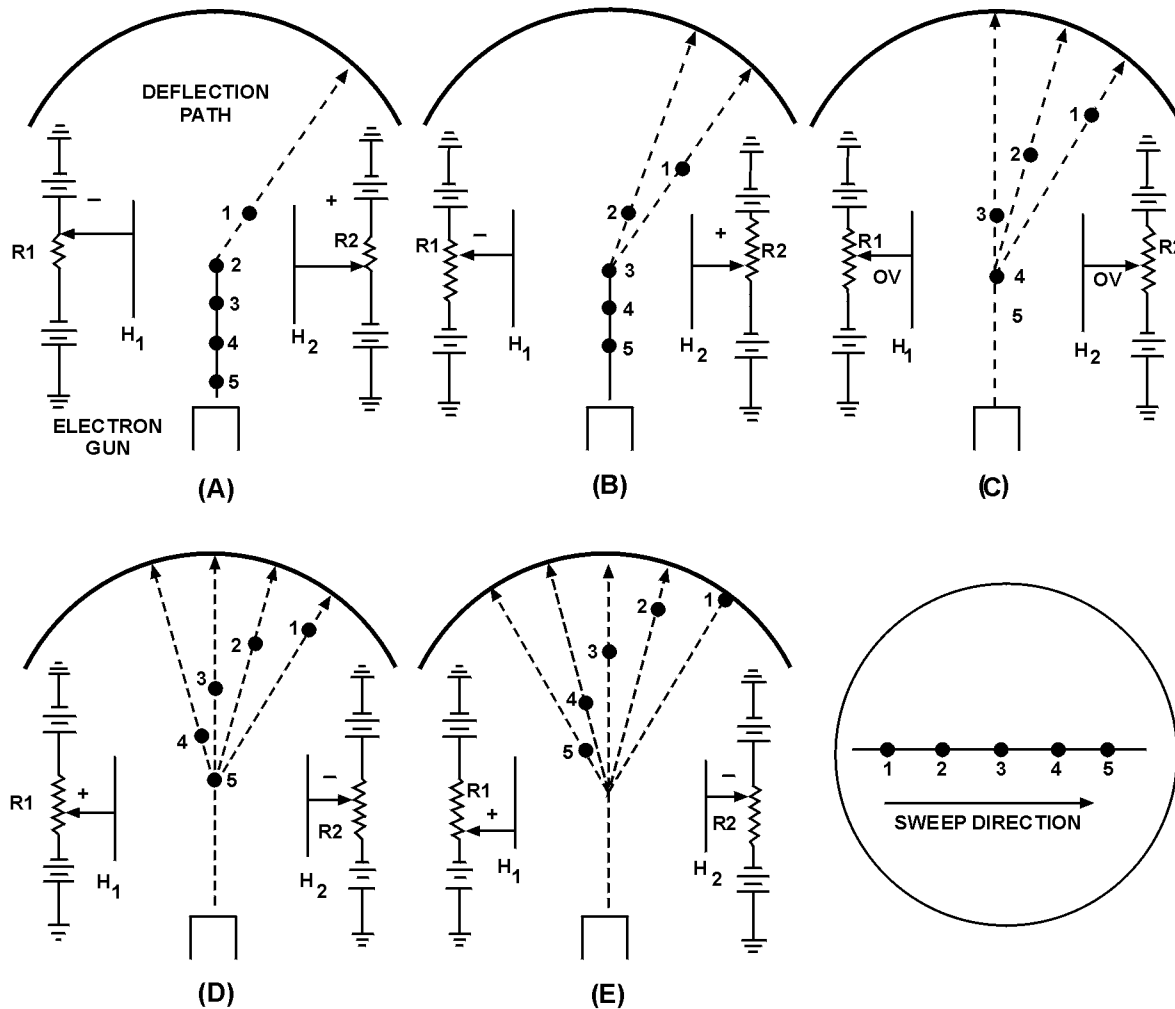 DEFLECTION
PATH
−
+
1
R1
R2
2
3
H1
H2
4
5
ELECTRON
GUN
(A)
1
2
R1
−
+
R2
3
4
H1
H2
5
(B)
1
2
3
R1
OV
OV
R2
4
5
H1
H2
(C)
1
2
3
4
5
R1
+
−
R2
H1
H2
(D)
1
2
3
4
5
R1
+
−
R2
H1
H2
(E)
1 2 3 4 5
SWEEP DIRECTION